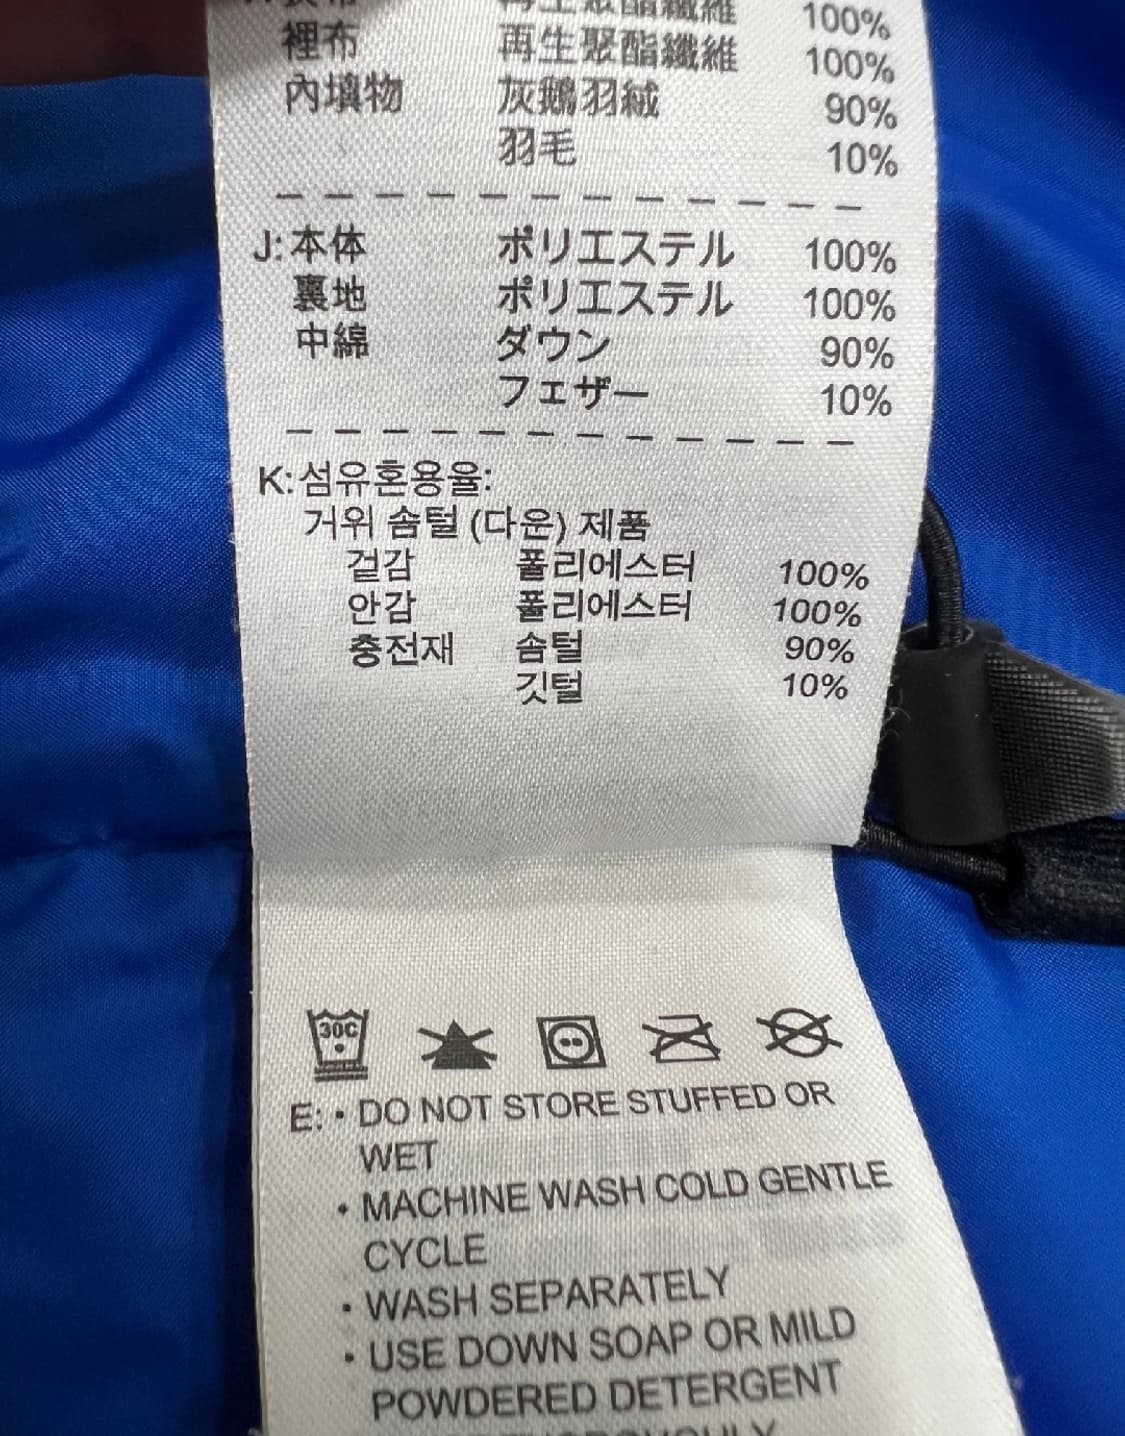 裡布 再生聚酯纖維 100%
內填物 灰鵝羽絨 90%
羽毛 10%
J: 本体 ポリエステル 100%
裏地 ポリエステル 100%
中綿 ダウン 90%
フェザー 10%
K: 섬유혼용율:
거위 솜털 (다운) 제품
겉감 폴리에스터 100%
안감 폴리에스터 100%
충전재 솜털 90%
깃털 10%
30C
E: • DO NOT STORE STUFFED OR
WET
• MACHINE WASH COLD GENTLE
CYCLE
• WASH SEPARATELY
• USE DOWN SOAP OR MILD
POWDERED DETERGENT